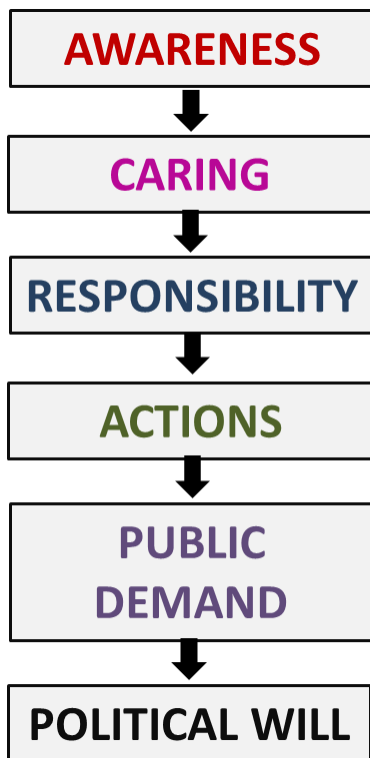 AWARENESS
CARING
RESPONSIBILITY
ACTIONS
PUBLIC
DEMAND
POLITICAL WILL